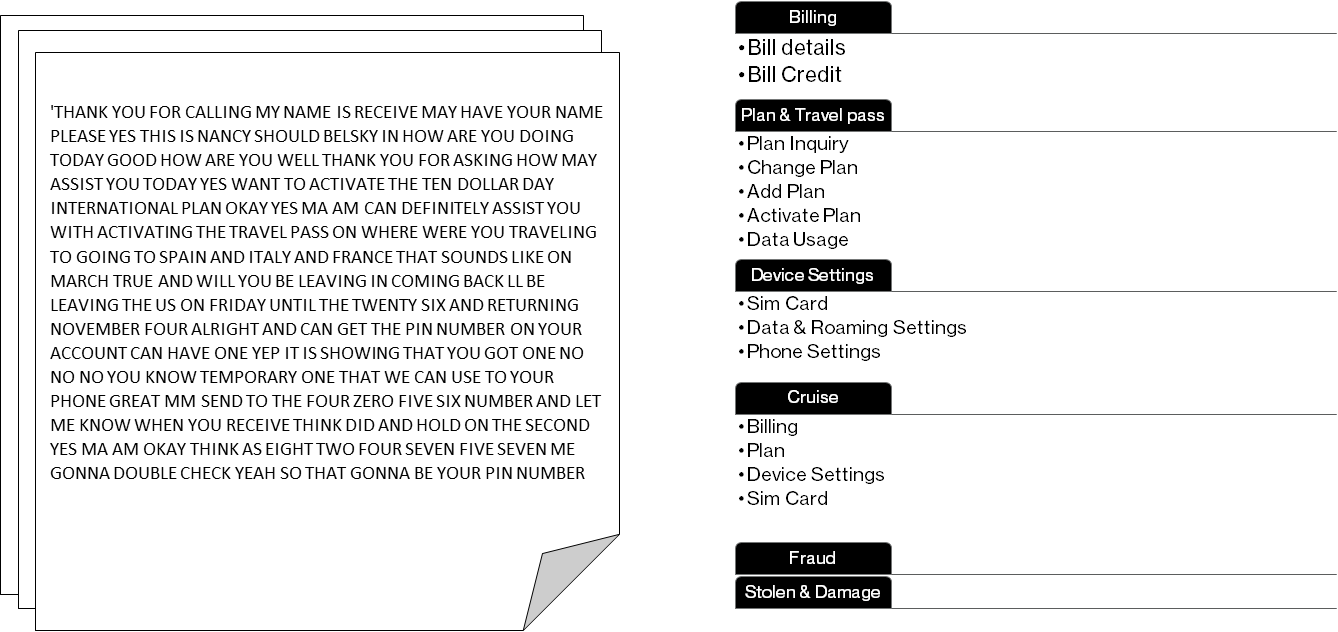 'THANK YOU FOR CALLING MY NAME IS RECEIVE MAY HAVE YOUR NAME
PLEASE YES THIS IS NANCY SHOULD BELSKY IN HOW ARE YOU DOING
TODAY GOOD HOW ARE YOU WELL THANK YOU FOR ASKING HOW MAY
ASSIST YOU TODAY YES WANT TO ACTIVATE THE TEN DOLLAR DAY
INTERNATIONAL PLAN OKAY YES MA AM CAN DEFINITELY ASSIST YOU
WITH ACTIVATING THE TRAVEL PASS ON WHERE WERE YOU TRAVELING
TO GOING TO SPAIN AND ITALY AND FRANCE THAT SOUNDS LIKE ON
MARCH TRUE AND WILL YOU BE LEAVING IN COMING BACK LL BE
LEAVING THE US ON FRIDAY UNTIL THE TWENTY SIX AND RETURNING
NOVEMBER FOUR ALRIGHT AND CAN GET THE PIN NUMBER ON YOUR
ACCOUNT CAN HAVE ONE YEP IT IS SHOWING THAT YOU GOT ONE NO
NO NO YOU KNOW TEMPORARY ONE THAT WE CAN USE TO YOUR
PHONE GREAT MM SEND TO THE FOUR ZERO FIVE SIX NUMBER AND LET
ME KNOW WHEN YOU RECEIVE THINK DID AND HOLD ON THE SECOND
YES MA AM OKAY THINK AS EIGHT TWO FOUR SEVEN FIVE SEVEN ME
GONNA DOUBLE CHECK YEAH SO THAT GONNA BE YOUR PIN NUMBER
Billing
•Bill details
•Bill Credit
Plan & Travel pass
•Plan Inquiry
•Change Plan
•Add Plan
•Activate Plan
•Data Usage
Device Settings
•Sim Card
•Data & Roaming Settings
•Phone Settings
Cruise
•Billing
•Plan
•Device Settings
•Sim Card
Fraud
Stolen & Damage